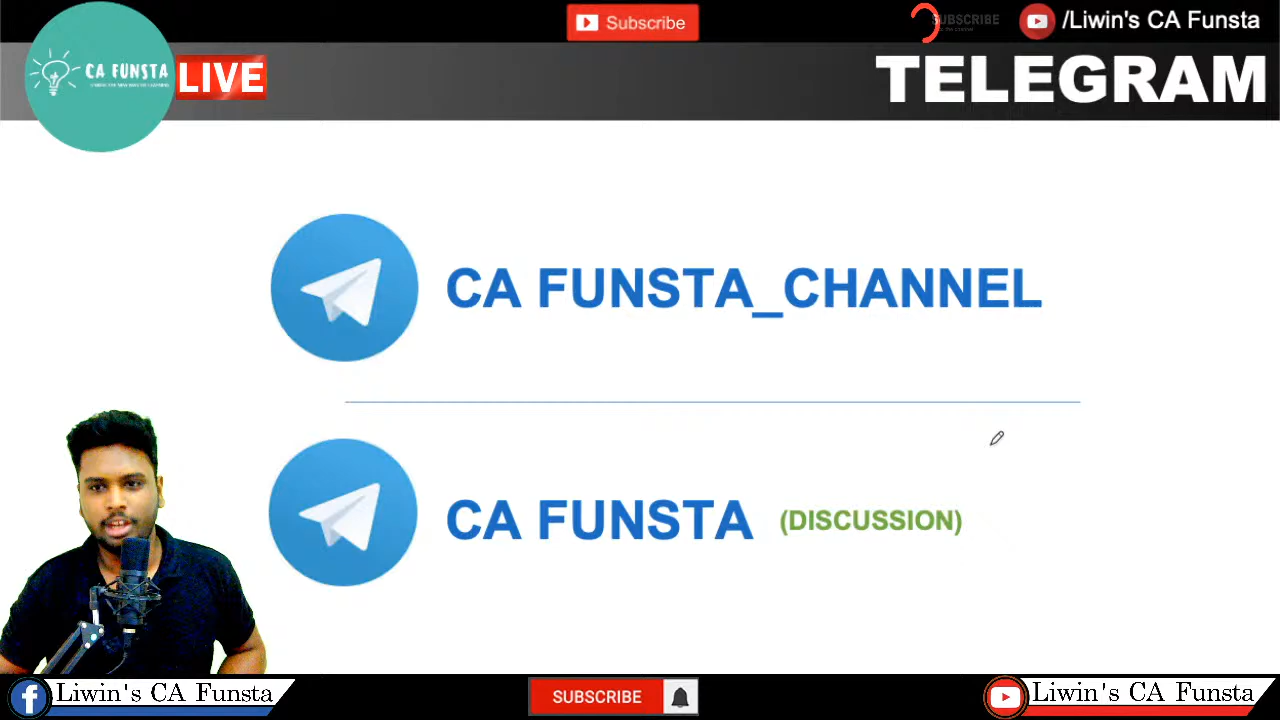 Subscribe
SUBSCRIBE
/Liwin's CA Funsta
CA FUNSTA
LIVE
TELEGRAM
CA FUNSTA_CHANNEL
CA FUNSTA (DISCUSSION)
Liwin's CA Funsta
SUBSCRIBE
Liwin's CA Funsta